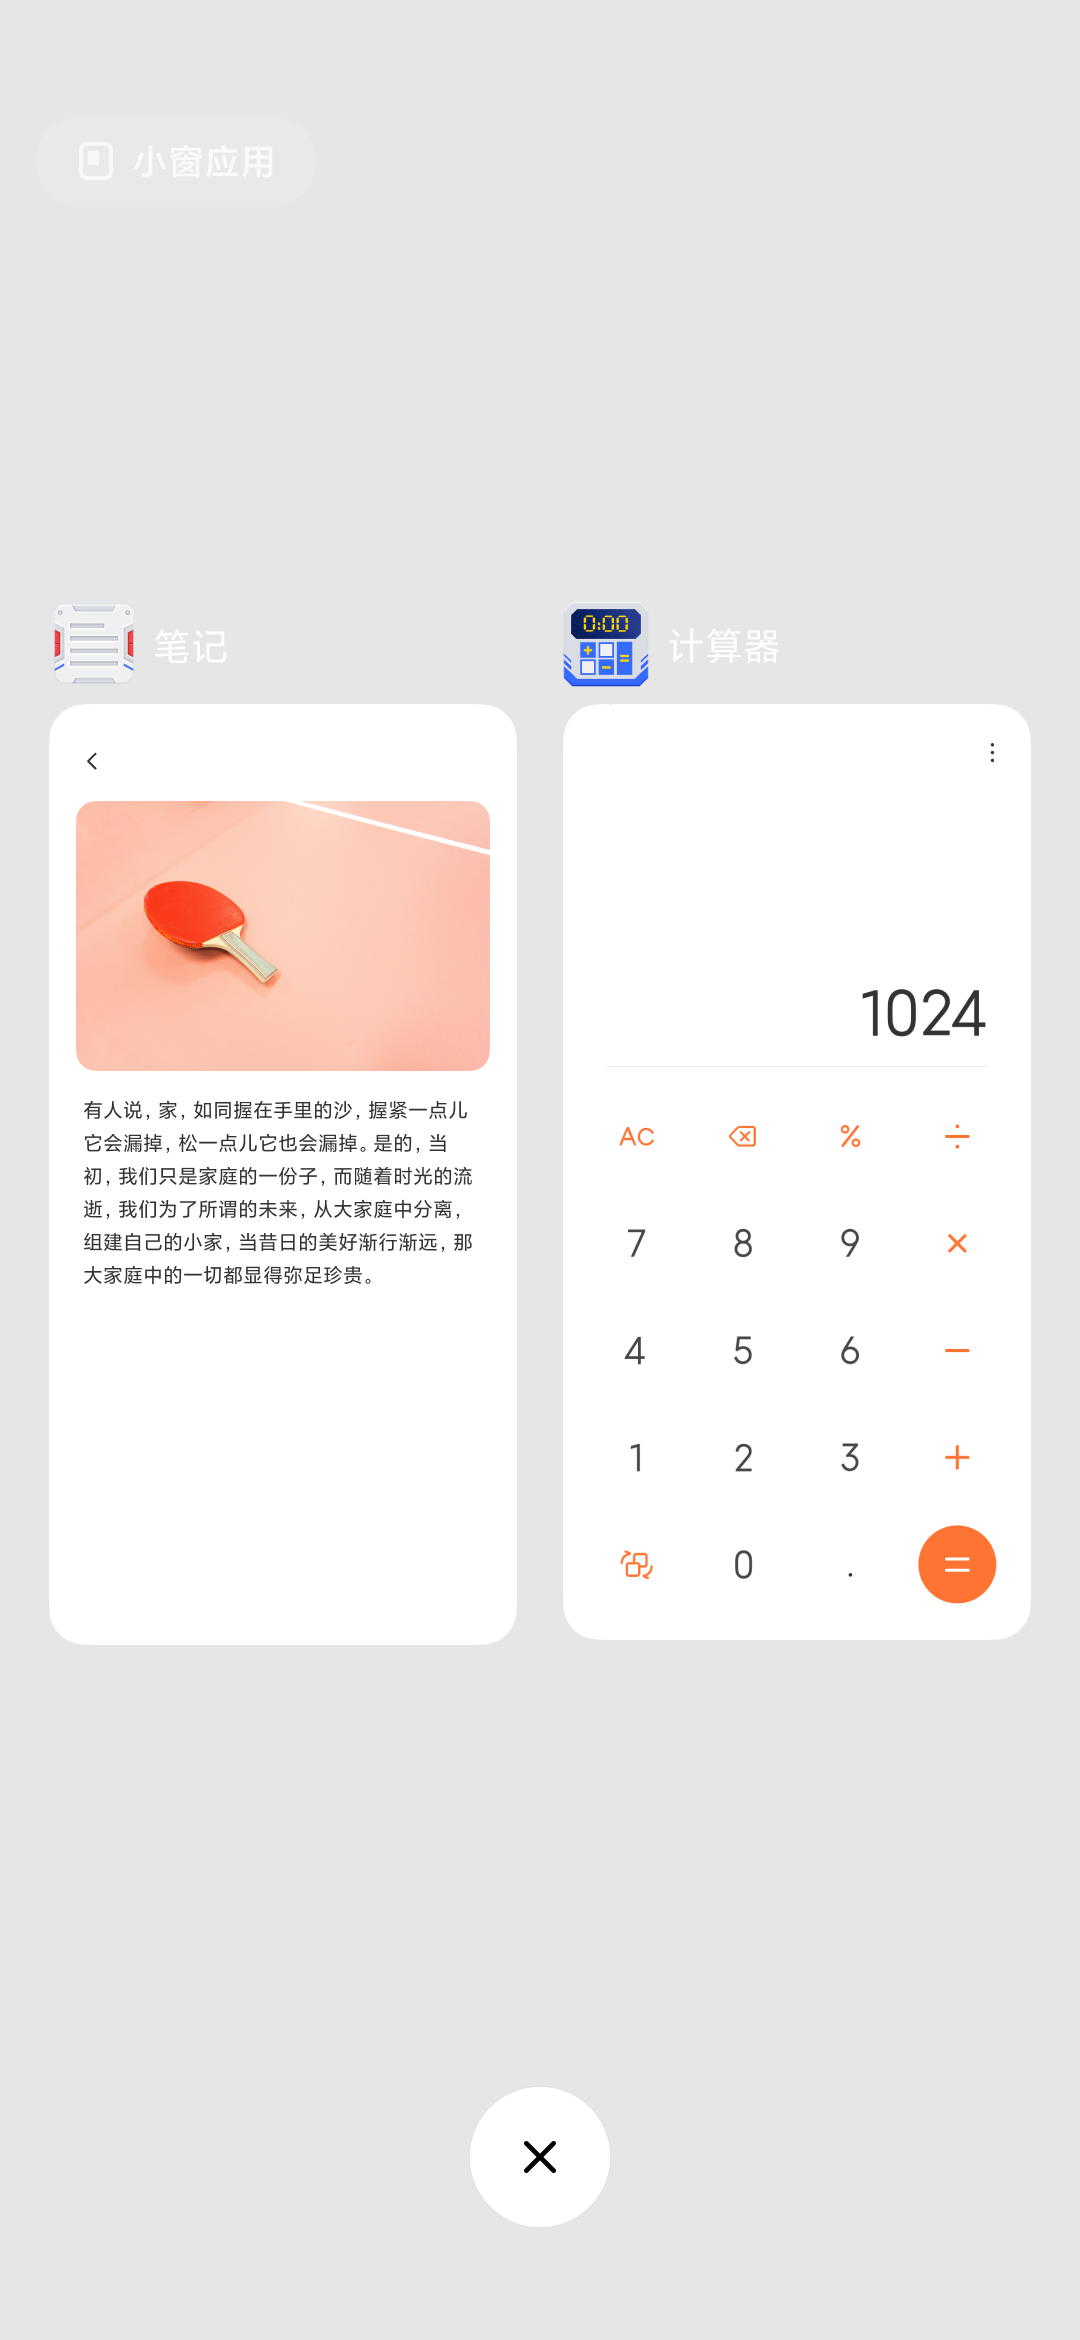 小窗应用
笔记
0:00
计算器
有人说，家，如同握在手里的沙，握紧一点儿
它会漏掉，松一点儿它也会漏掉。是的，当
初，我们只是家庭的一份子，而随着时光的流
逝，我们为了所谓的未来，从大家庭中分离，
组建自己的小家，当昔日的美好渐行渐远，那
大家庭中的一切都显得弥足珍贵。
1024
AC % ÷
7 8 9 ×
4 5 6 −
1 2 3 +
0 . =